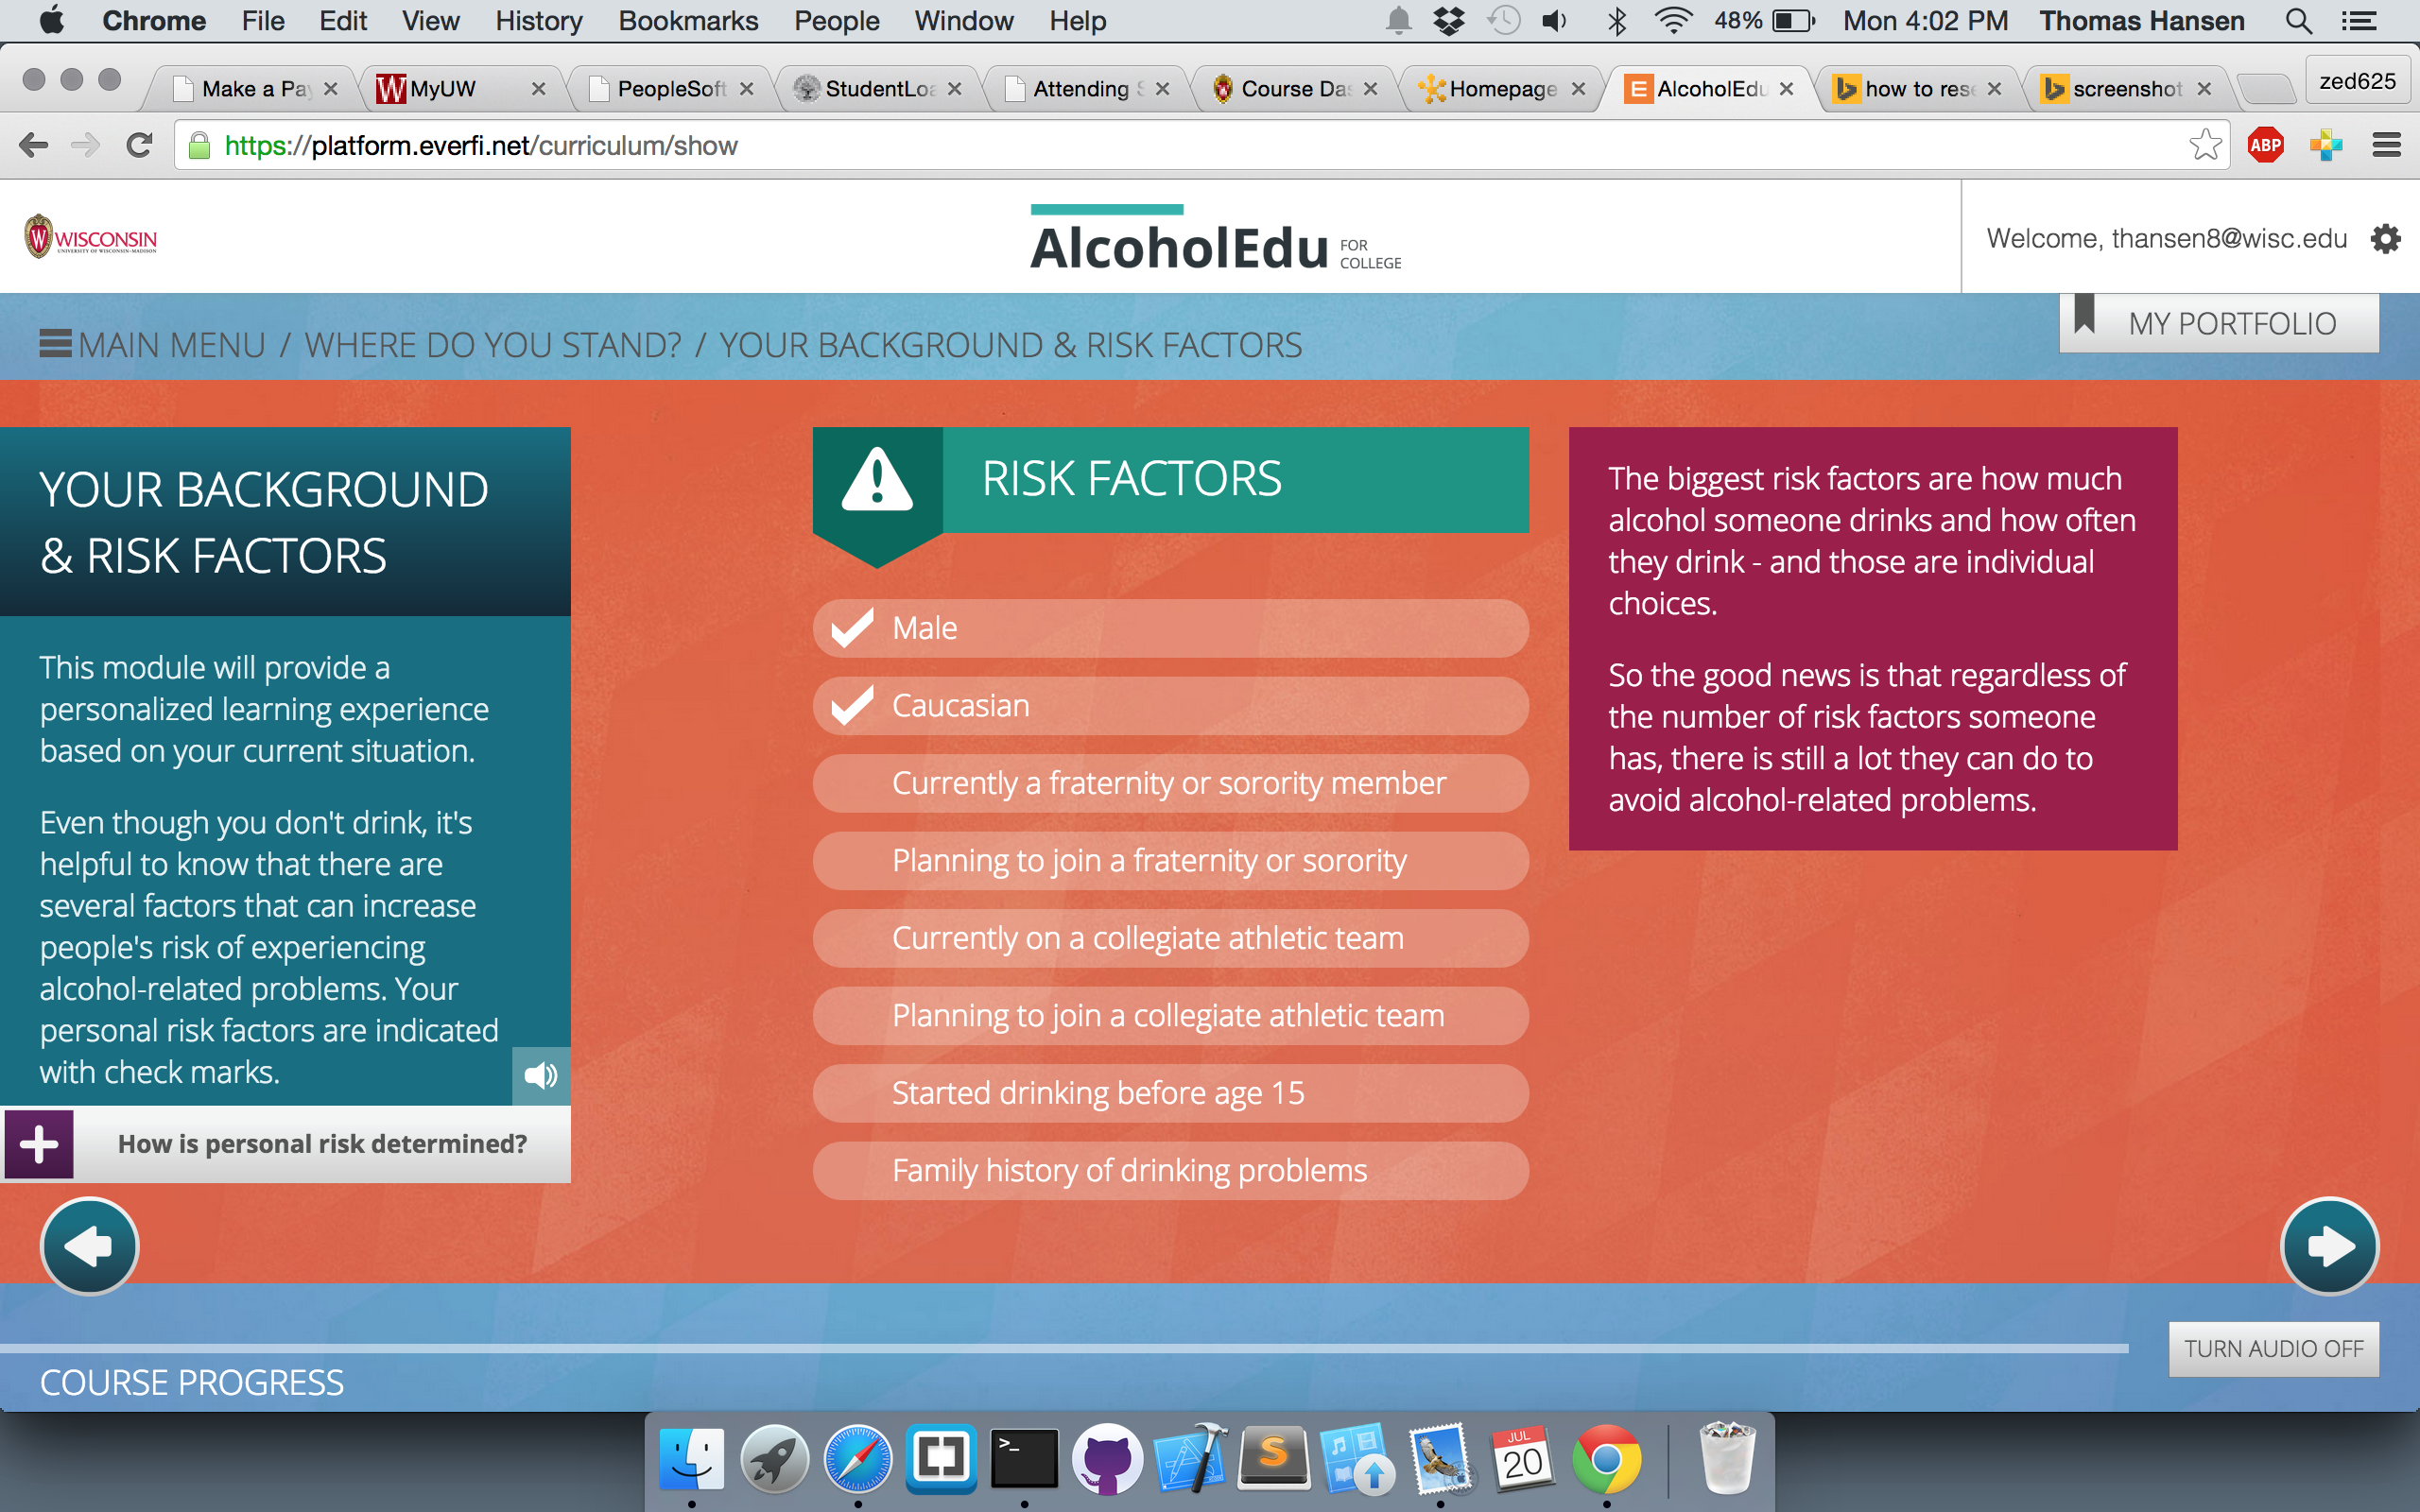 Chrome File Edit View History Bookmarks People Window Help 48% Mon 4:02 PM Thomas Hansen
Make a Pay MyUW PeopleSoft StudentLoa Attending S Course Das Homepage AlcoholEdu how to rese screenshot zed625
https://platform.everfi.net/curriculum/show
ABP
W WISCONSIN
UNIVERSITY OF WISCONSIN-MADISON
AlcoholEdu FOR COLLEGE
Welcome, thansen8@wisc.edu
MAIN MENU / WHERE DO YOU STAND? / YOUR BACKGROUND & RISK FACTORS
MY PORTFOLIO
YOUR BACKGROUND
& RISK FACTORS
This module will provide a
personalized learning experience
based on your current situation.
Even though you don't drink, it's
helpful to know that there are
several factors that can increase
people's risk of experiencing
alcohol-related problems. Your
personal risk factors are indicated
with check marks.
How is personal risk determined?
RISK FACTORS
Male
Caucasian
Currently a fraternity or sorority member
Planning to join a fraternity or sorority
Currently on a collegiate athletic team
Planning to join a collegiate athletic team
Started drinking before age 15
Family history of drinking problems
The biggest risk factors are how much
alcohol someone drinks and how often
they drink - and those are individual
choices.
So the good news is that regardless of
the number of risk factors someone
has, there is still a lot they can do to
avoid alcohol-related problems.
TURN AUDIO OFF
COURSE PROGRESS
>_
S
JUL
20